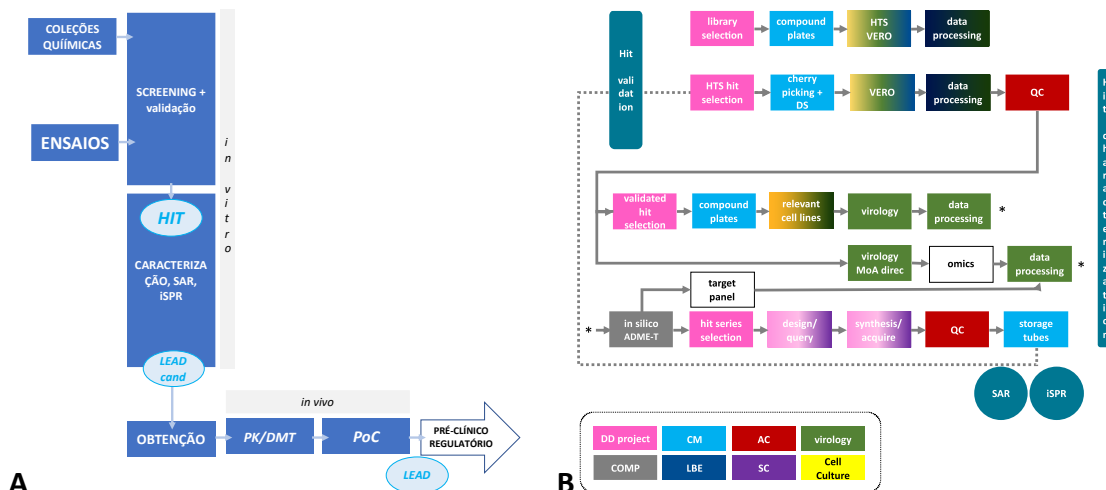 COLEÇÕES
QUÍIMICAS
SCREENING +
validação
ENSAIOS
in vitro
HIT
CARACTERIZA
ÇÃO, SAR,
iSPR
LEAD
cand
in vivo
OBTENÇÃO
PK/DMT
PoC
PRÉ-CLÍNICO
REGULATÓRIO
LEAD
A
Hit
valid
ation
library
selection
compound
plates
HTS
VERO
data
processing
HTS hit
selection
cherry
picking +
DS
VERO
data
processing
QC
validated
hit
selection
compound
plates
relevant
cell lines
virology
data
processing
*
virology
MoA direc
omics
data
processing
*
target
panel
*
in silico
ADME-T
hit series
selection
design/
query
synthesis/
acquire
QC
storage
tubes
SAR
iSPR
DD project
CM
AC
virology
COMP
LBE
SC
Cell
Culture
B